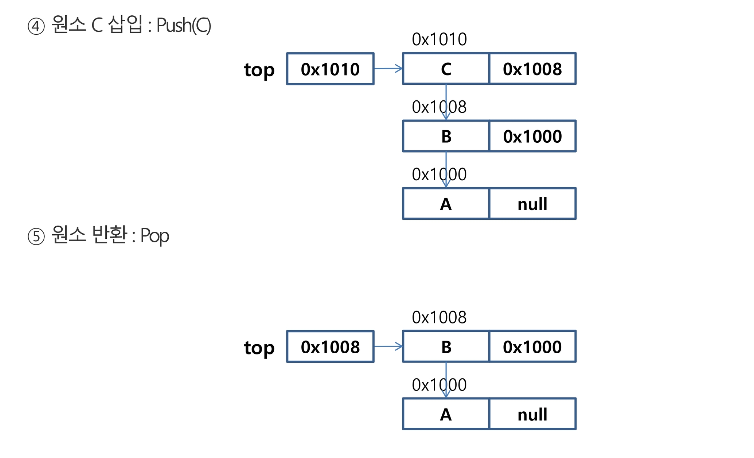 ④ 원소 C 삽입 : Push(C)
0x1010
top 0x1010 C 0x1008
0x1008
B 0x1000
0x1000
A null
⑤ 원소 반환 : Pop
0x1008
top 0x1008 B 0x1000
0x1000
A null